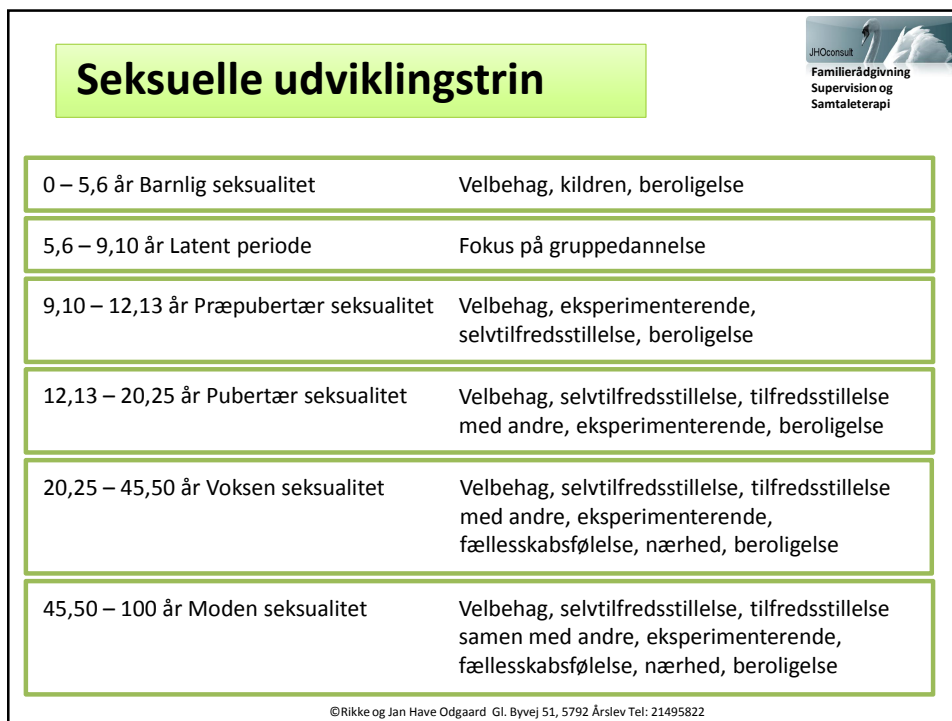 Seksuelle udviklingstrin
JHOconsult
Familierådgivning
Supervision og
Samtaleterapi
0 – 5,6 år Barnlig seksualitet
Velbehag, kildren, beroligelse
5,6 – 9,10 år Latent periode
Fokus på gruppedannelse
9,10 – 12,13 år Præpubertær seksualitet
Velbehag, eksperimenterende,
selvtilfredsstillelse, beroligelse
12,13 – 20,25 år Pubertær seksualitet
Velbehag, selvtilfredsstillelse, tilfredsstillelse
med andre, eksperimenterende, beroligelse
20,25 – 45,50 år Voksen seksualitet
Velbehag, selvtilfredsstillelse, tilfredsstillelse
med andre, eksperimenterende,
fællesskabsfølelse, nærhed, beroligelse
45,50 – 100 år Moden seksualitet
Velbehag, selvtilfredsstillelse, tilfredsstillelse
samen med andre, eksperimenterende,
fællesskabsfølelse, nærhed, beroligelse
©Rikke og Jan Have Odgaard Gl. Byvej 51, 5792 Årslev Tel: 21495822